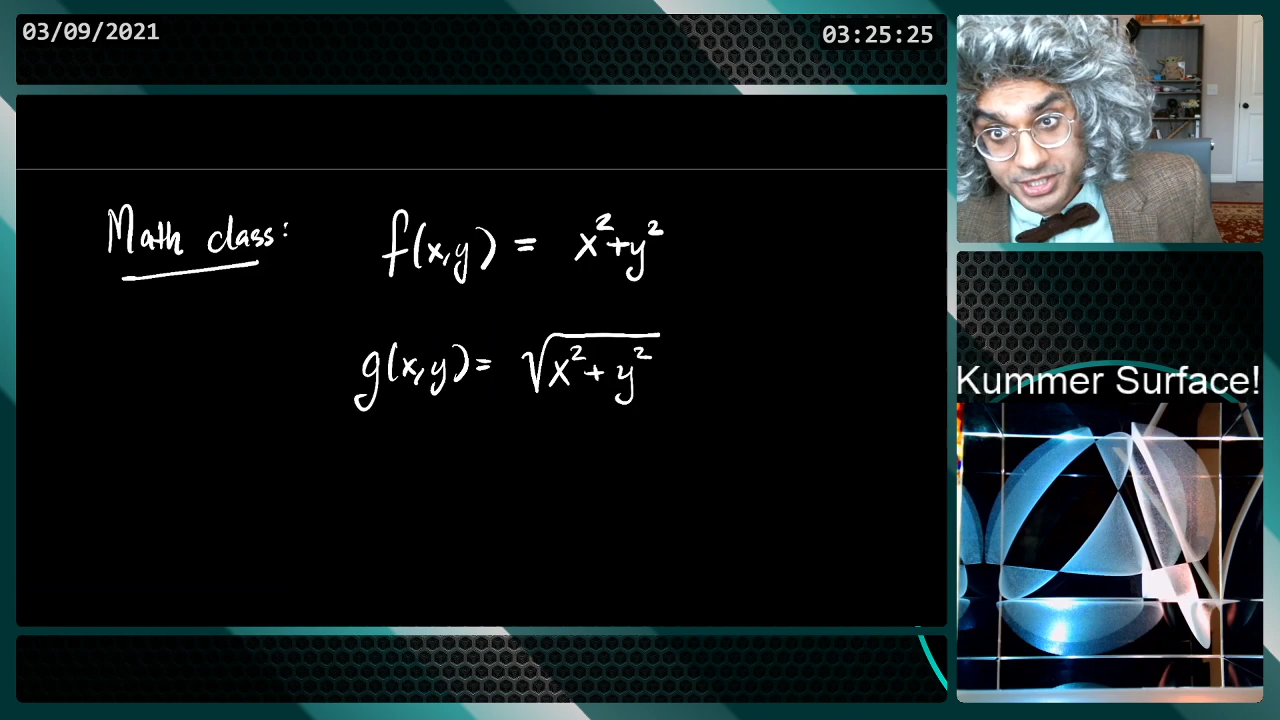 03/09/2021
03:25:25
Math class: f(x,y) = x²+y²
g(x,y) = √(x²+y²)
Kummer Surface!